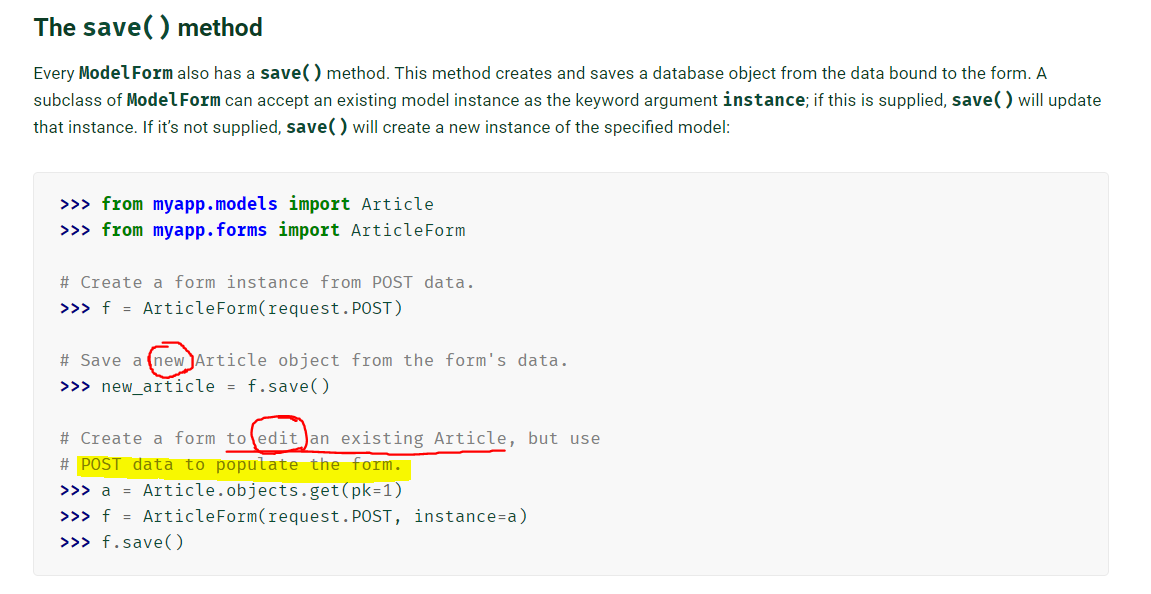 The save() method
Every ModelForm also has a save() method. This method creates and saves a database object from the data bound to the form. A
subclass of ModelForm can accept an existing model instance as the keyword argument instance; if this is supplied, save() will update
that instance. If it’s not supplied, save() will create a new instance of the specified model:
>>> from myapp.models import Article
>>> from myapp.forms import ArticleForm
# Create a form instance from POST data.
>>> f = ArticleForm(request.POST)
# Save a new Article object from the form's data.
>>> new_article = f.save()
# Create a form to edit an existing Article, but use
# POST data to populate the form.
>>> a = Article.objects.get(pk=1)
>>> f = ArticleForm(request.POST, instance=a)
>>> f.save()